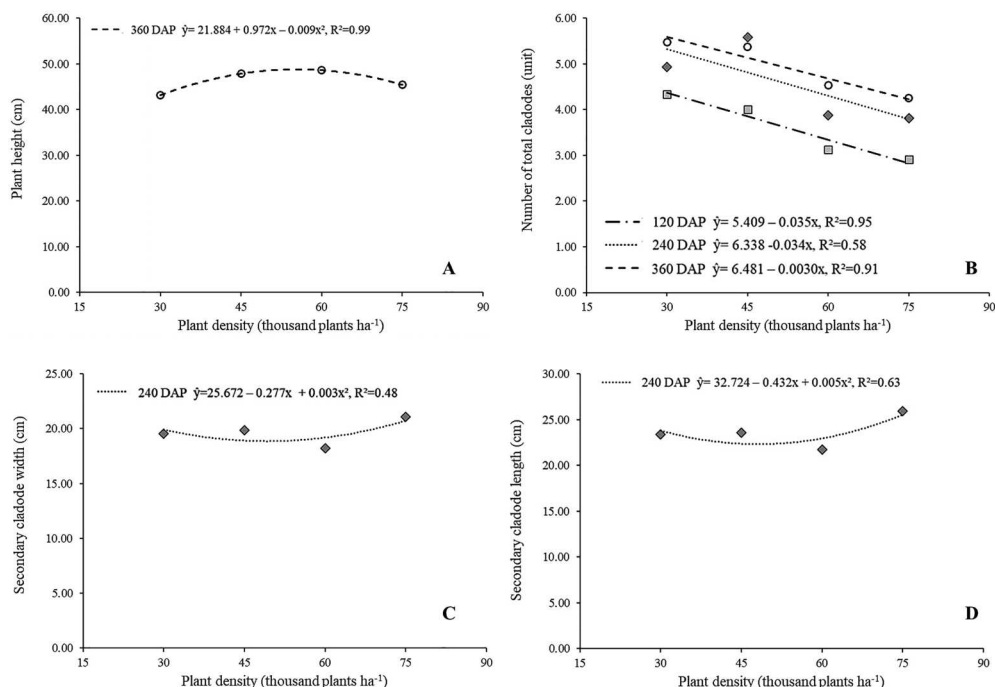 60.00
50.00
40.00
30.00
20.00
10.00
0.00
Plant height (cm)
360 DAP ŷ= 21.884 + 0.972x – 0.009x², R²=0.99
A
15 30 45 60 75 90
Plant density (thousand plants ha⁻¹)
6.00
5.00
4.00
3.00
2.00
1.00
0.00
Number of total cladodes (unit)
120 DAP ŷ= 5.409 – 0.035x, R²=0.95
240 DAP ŷ= 6.338 -0.034x, R²=0.58
360 DAP ŷ= 6.481 – 0.0030x, R²=0.91
B
15 30 45 60 75 90
Plant density (thousand plants ha⁻¹)
25.00
20.00
15.00
10.00
5.00
0.00
Secondary cladode width (cm)
240 DAP ŷ=25.672 – 0.277x + 0.003x², R²=0.48
C
15 30 45 60 75 90
Plant density (thousand plants ha⁻¹)
30.00
25.00
20.00
15.00
10.00
5.00
0.00
Secondary cladode length (cm)
240 DAP ŷ= 32.724 – 0.432x + 0.005x², R²=0.63
D
15 30 45 60 75 90
Plant density (thousand plants ha⁻¹)